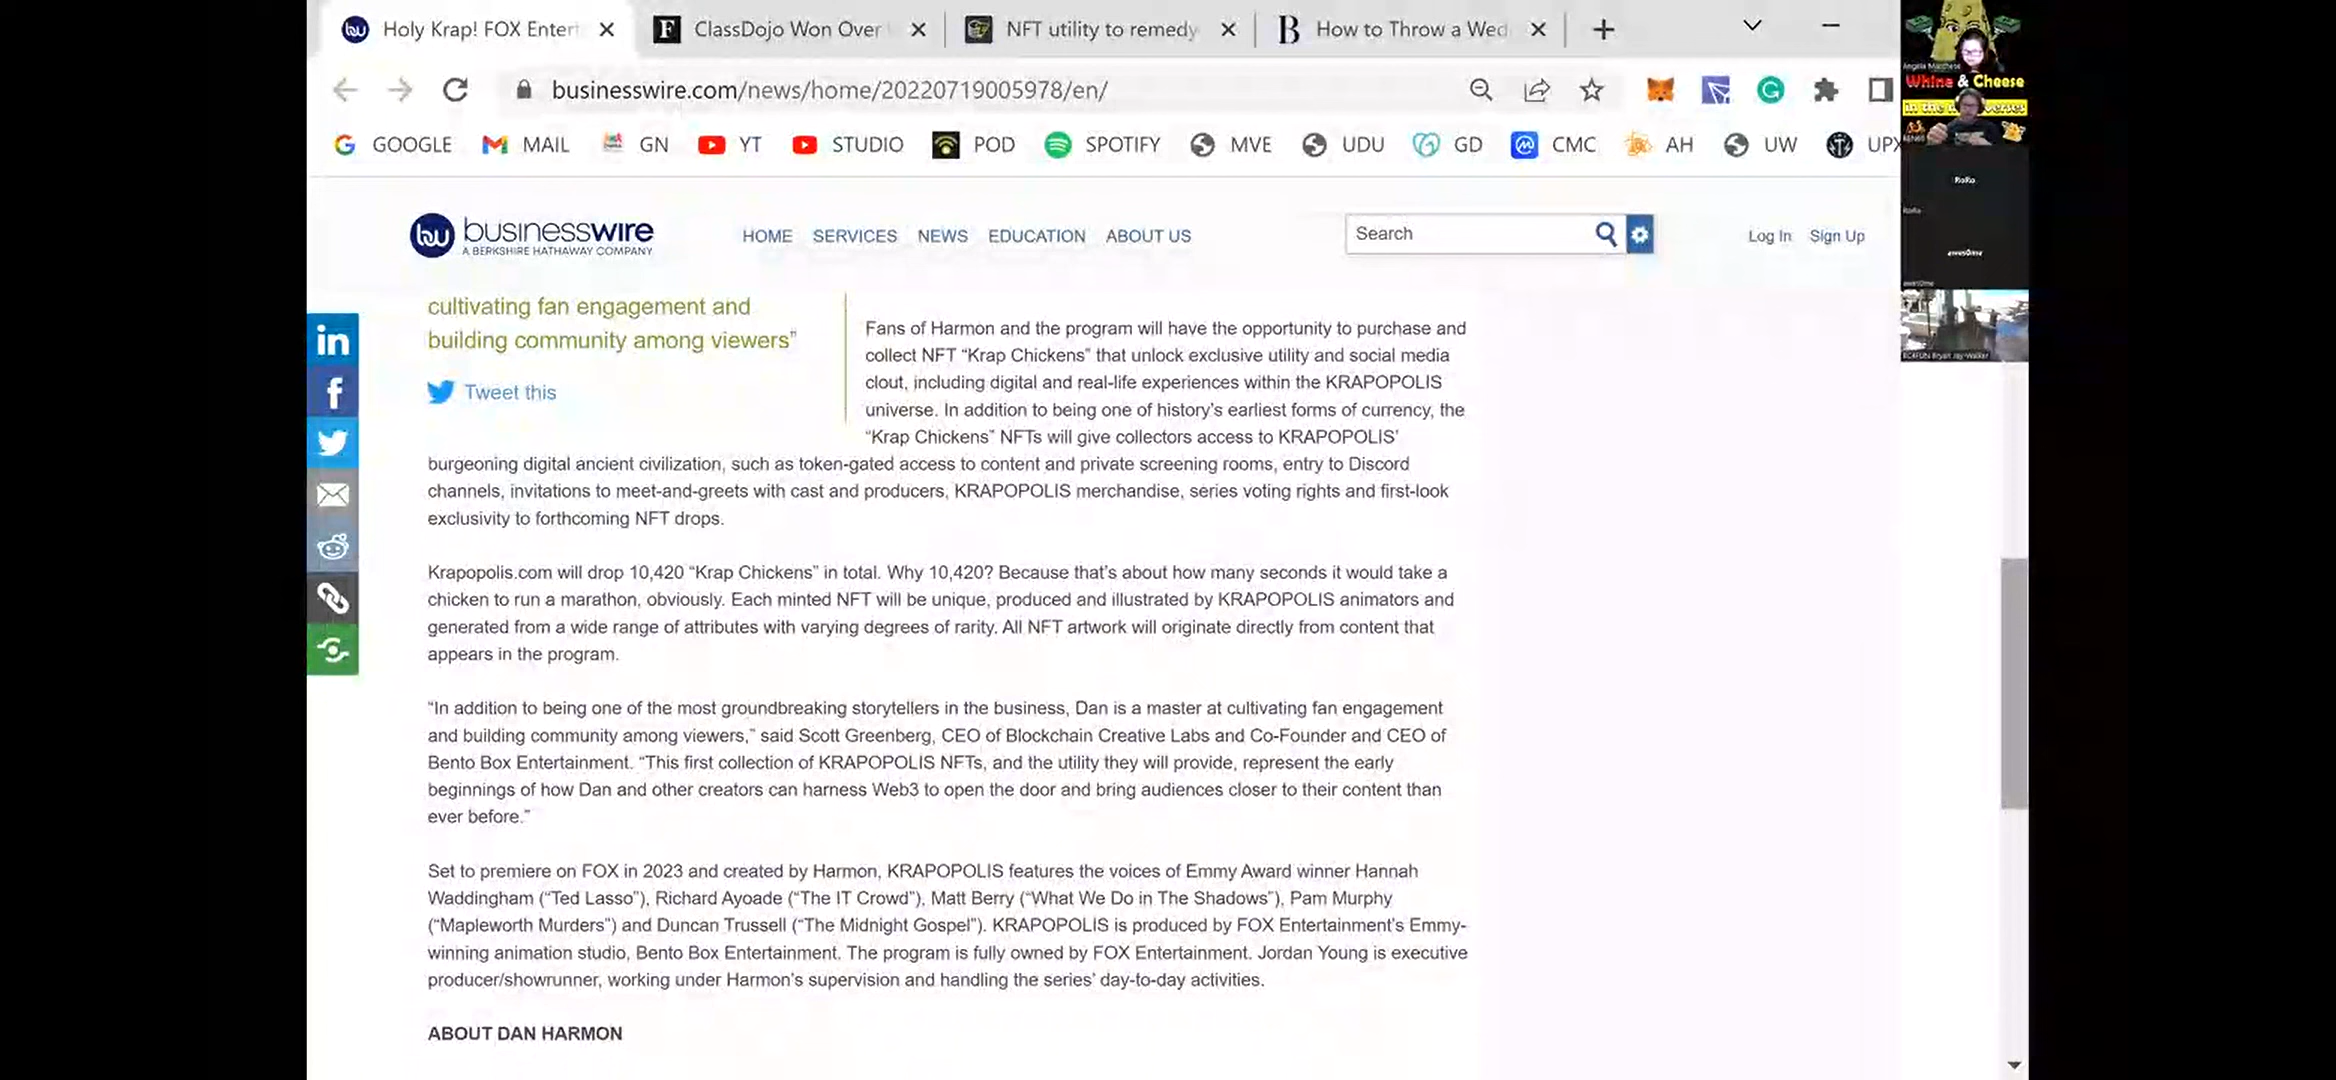 Holy Krap! FOX Entert
ClassDojo Won Over
NFT utility to remedy
How to Throw a Wed
businesswire.com/news/home/20220719005978/en/
GOOGLE MAIL GN YT STUDIO POD SPOTIFY MVE UDU GD CMC AH UW UPX
businesswire
A BERKSHIRE HATHAWAY COMPANY
HOME SERVICES NEWS EDUCATION ABOUT US
Search
Log In Sign Up
cultivating fan engagement and
building community among viewers”
Tweet this
Fans of Harmon and the program will have the opportunity to purchase and
collect NFT “Krap Chickens” that unlock exclusive utility and social media
clout, including digital and real-life experiences within the KRAPOPOLIS
universe. In addition to being one of history’s earliest forms of currency, the
“Krap Chickens” NFTs will give collectors access to KRAPOPOLIS’
burgeoning digital ancient civilization, such as token-gated access to content and private screening rooms, entry to Discord
channels, invitations to meet-and-greets with cast and producers, KRAPOPOLIS merchandise, series voting rights and first-look
exclusivity to forthcoming NFT drops.
Krapopolis.com will drop 10,420 “Krap Chickens” in total. Why 10,420? Because that’s about how many seconds it would take a
chicken to run a marathon, obviously. Each minted NFT will be unique, produced and illustrated by KRAPOPOLIS animators and
generated from a wide range of attributes with varying degrees of rarity. All NFT artwork will originate directly from content that
appears in the program.
“In addition to being one of the most groundbreaking storytellers in the business, Dan is a master at cultivating fan engagement
and building community among viewers,” said Scott Greenberg, CEO of Blockchain Creative Labs and Co-Founder and CEO of
Bento Box Entertainment. “This first collection of KRAPOPOLIS NFTs, and the utility they will provide, represent the early
beginnings of how Dan and other creators can harness Web3 to open the door and bring audiences closer to their content than
ever before.”
Set to premiere on FOX in 2023 and created by Harmon, KRAPOPOLIS features the voices of Emmy Award winner Hannah
Waddingham (“Ted Lasso”), Richard Ayoade (“The IT Crowd”), Matt Berry (“What We Do in The Shadows”), Pam Murphy
(“Mapleworth Murders”) and Duncan Trussell (“The Midnight Gospel”). KRAPOPOLIS is produced by FOX Entertainment’s Emmy-
winning animation studio, Bento Box Entertainment. The program is fully owned by FOX Entertainment. Jordan Young is executive
producer/showrunner, working under Harmon’s supervision and handling the series’ day-to-day activities.
ABOUT DAN HARMON
Whine & Cheese
RoRo
awes0me